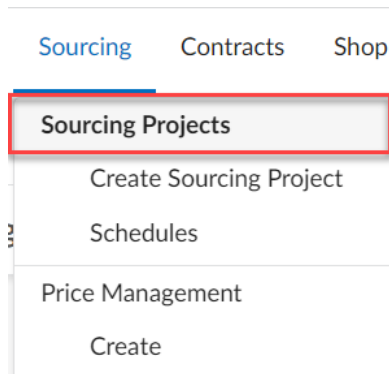 Sourcing Contracts Shop
Sourcing Projects
Create Sourcing Project
Schedules
Price Management
Create